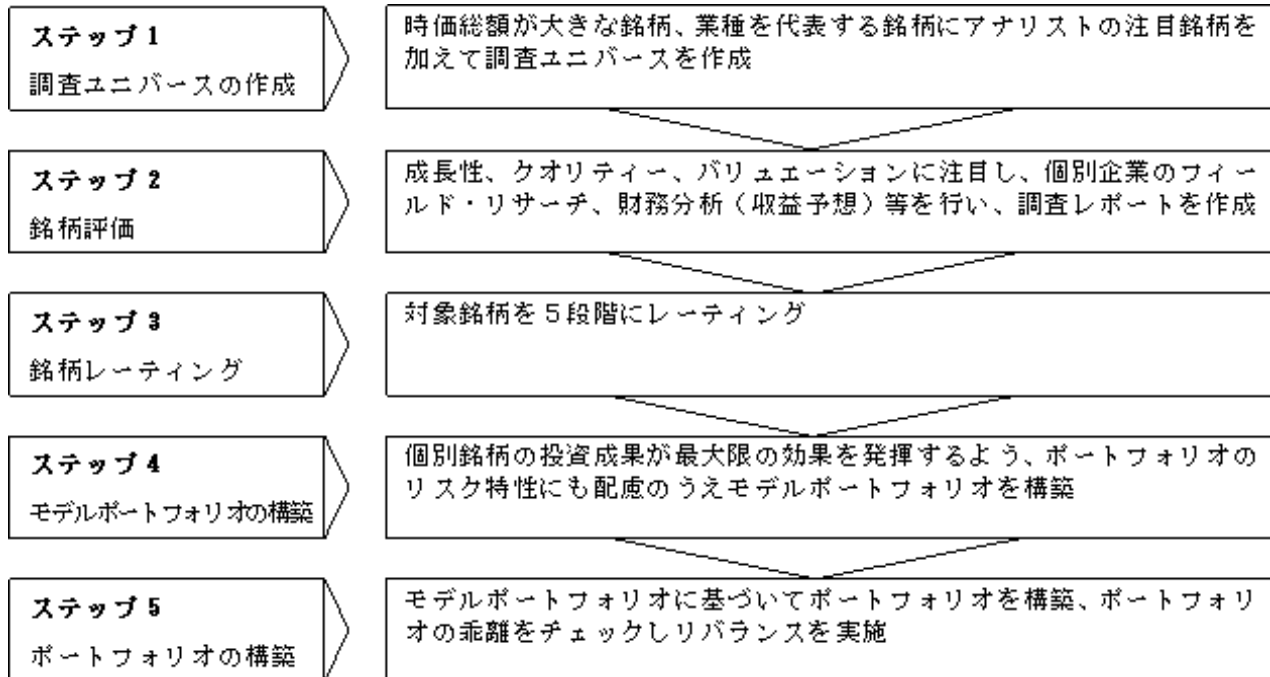 ステップ1
調査ユニバースの作成
時価総額が大きな銘柄、業種を代表する銘柄にアナリストの注目銘柄を
加えて調査ユニバースを作成
ステップ2
銘柄評価
成長性、クオリティー、バリュエーションに注目し、個別企業のフィー
ルド・リサーチ、財務分析（収益予想）等を行い、調査レポートを作成
ステップ3
銘柄レーティング
対象銘柄を5段階にレーティング
ステップ4
モデルポートフォリオの構築
個別銘柄の投資成果が最大限の効果を発揮するよう、ポートフォリオの
リスク特性にも配慮のうえモデルポートフォリオを構築
ステップ5
ポートフォリオの構築
モデルポートフォリオに基づいてポートフォリオを構築、ポートフォリ
オの乖離をチェックしリバランスを実施